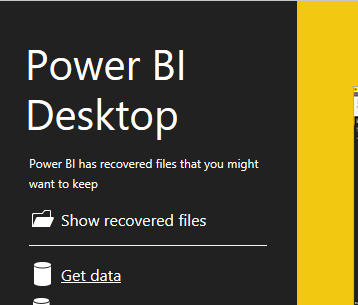 Power BI
Desktop
Power BI has recovered files that you might
want to keep
Show recovered files
Get data